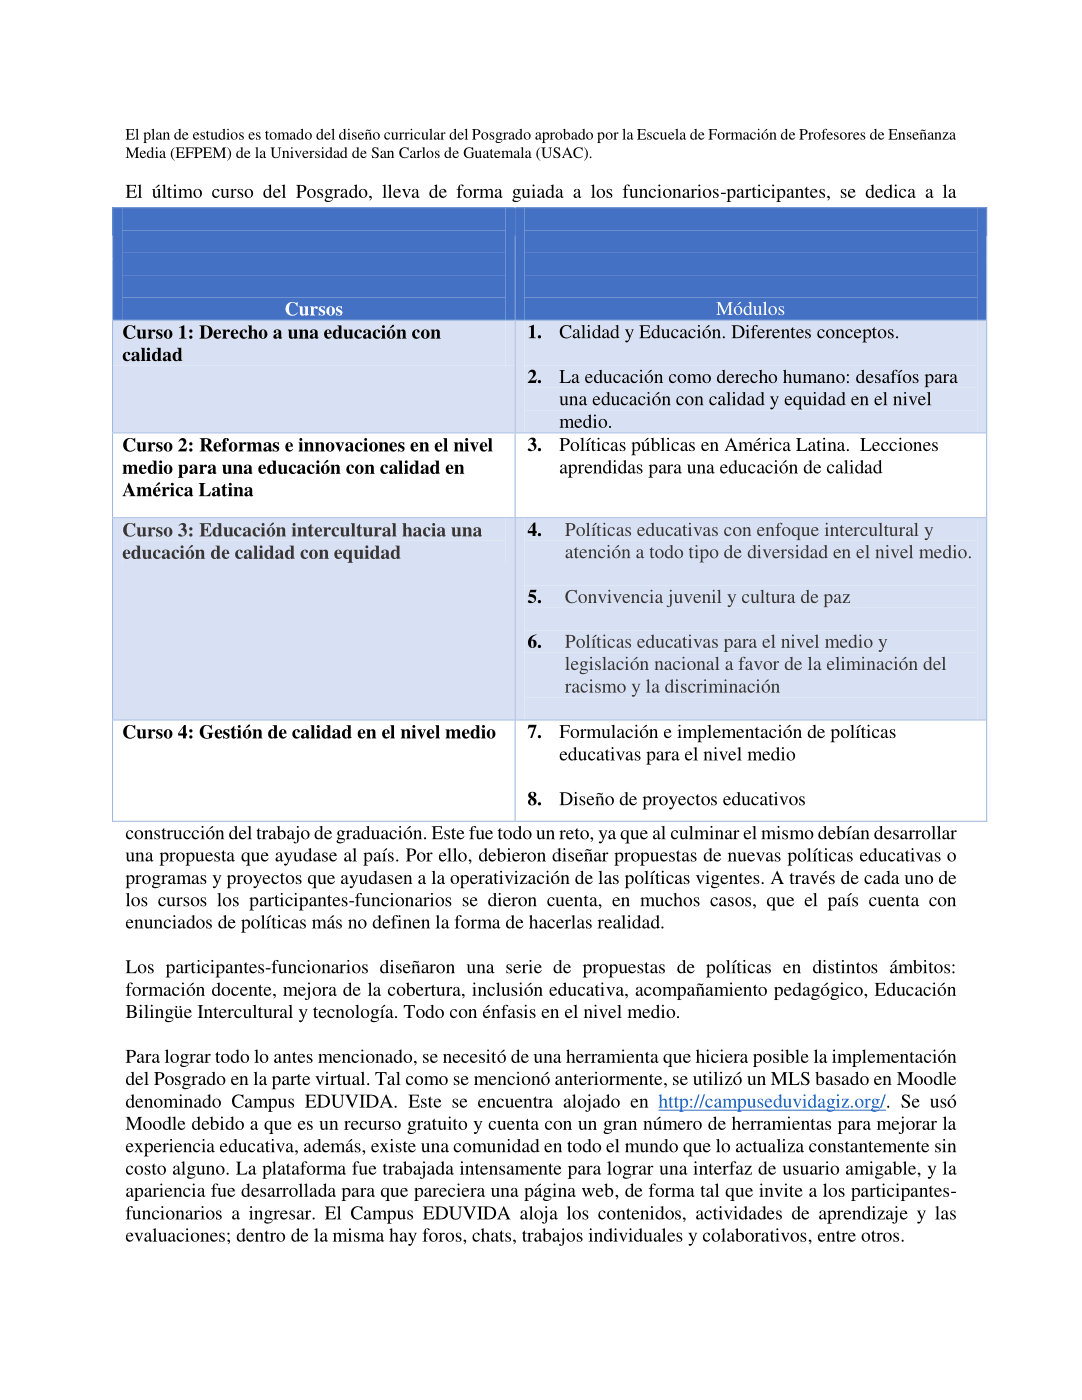 El plan de estudios es tomado del diseño curricular del Posgrado aprobado por la Escuela de Formación de Profesores de Enseñanza
Media (EFPEM) de la Universidad de San Carlos de Guatemala (USAC).
El último curso del Posgrado, lleva de forma guiada a los funcionarios-participantes, se dedica a la
Cursos
Módulos
Curso 1: Derecho a una educación con
calidad
1. Calidad y Educación. Diferentes conceptos.
2. La educación como derecho humano: desafíos para
una educación con calidad y equidad en el nivel
medio.
Curso 2: Reformas e innovaciones en el nivel
medio para una educación con calidad en
América Latina
3. Políticas públicas en América Latina. Lecciones
aprendidas para una educación de calidad
Curso 3: Educación intercultural hacia una
educación de calidad con equidad
4. Políticas educativas con enfoque intercultural y
atención a todo tipo de diversidad en el nivel medio.
5. Convivencia juvenil y cultura de paz
6. Políticas educativas para el nivel medio y
legislación nacional a favor de la eliminación del
racismo y la discriminación
Curso 4: Gestión de calidad en el nivel medio
7. Formulación e implementación de políticas
educativas para el nivel medio
8. Diseño de proyectos educativos
construcción del trabajo de graduación. Este fue todo un reto, ya que al culminar el mismo debían desarrollar
una propuesta que ayudase al país. Por ello, debieron diseñar propuestas de nuevas políticas educativas o
programas y proyectos que ayudasen a la operativización de las políticas vigentes. A través de cada uno de
los cursos los participantes-funcionarios se dieron cuenta, en muchos casos, que el país cuenta con
enunciados de políticas más no definen la forma de hacerlas realidad.
Los participantes-funcionarios diseñaron una serie de propuestas de políticas en distintos ámbitos:
formación docente, mejora de la cobertura, inclusión educativa, acompañamiento pedagógico, Educación
Bilingüe Intercultural y tecnología. Todo con énfasis en el nivel medio.
Para lograr todo lo antes mencionado, se necesitó de una herramienta que hiciera posible la implementación
del Posgrado en la parte virtual. Tal como se mencionó anteriormente, se utilizó un MLS basado en Moodle
denominado Campus EDUVIDA. Este se encuentra alojado en http://campuseduvidagiz.org/. Se usó
Moodle debido a que es un recurso gratuito y cuenta con un gran número de herramientas para mejorar la
experiencia educativa, además, existe una comunidad en todo el mundo que lo actualiza constantemente sin
costo alguno. La plataforma fue trabajada intensamente para lograr una interfaz de usuario amigable, y la
apariencia fue desarrollada para que pareciera una página web, de forma tal que invite a los participantes-
funcionarios a ingresar. El Campus EDUVIDA aloja los contenidos, actividades de aprendizaje y las
evaluaciones; dentro de la misma hay foros, chats, trabajos individuales y colaborativos, entre otros.